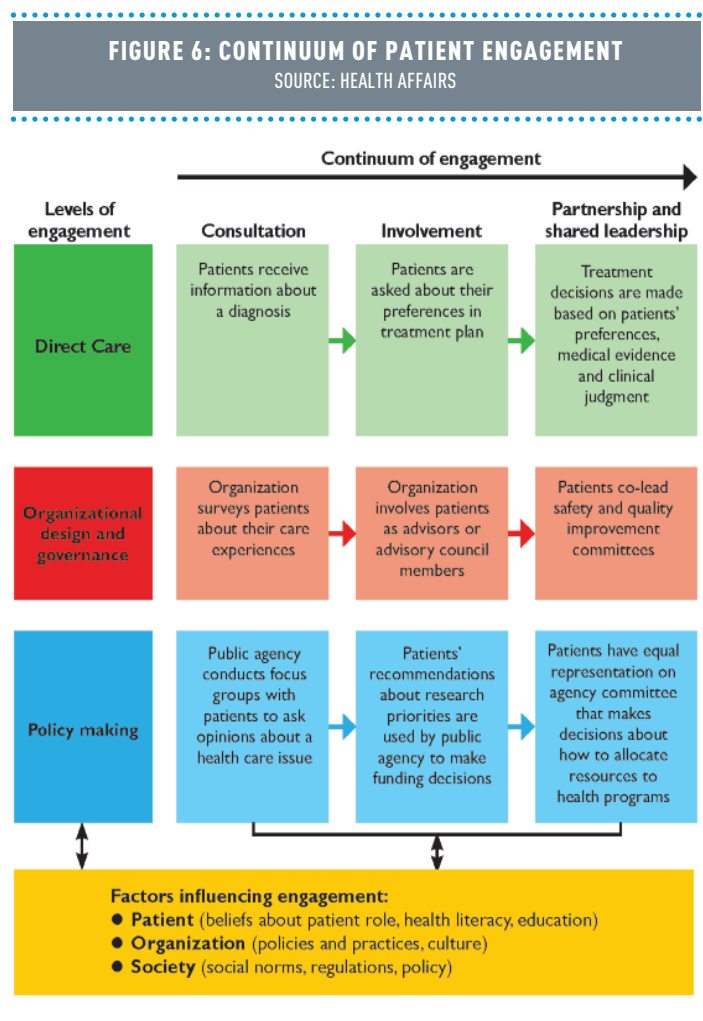 FIGURE 6: CONTINUUM OF PATIENT ENGAGEMENT
SOURCE: HEALTH AFFAIRS
Continuum of engagement
Levels of
engagement
Consultation
Involvement
Partnership and
shared leadership
Direct Care
Patients receive
information about
a diagnosis
Patients are
asked about their
preferences in
treatment plan
Treatment
decisions are made
based on patients’
preferences,
medical evidence
and clinical
judgment
Organizational
design and
governance
Organization
surveys patients
about their care
experiences
Organization
involves patients
as advisors or
advisory council
members
Patients co-lead
safety and quality
improvement
committees
Policy making
Public agency
conducts focus
groups with
patients to ask
opinions about a
health care issue
Patients’
recommendations
about research
priorities are
used by public
agency to make
funding decisions
Patients have equal
representation on
agency committee
that makes
decisions about
how to allocate
resources to
health programs
Factors influencing engagement:
● Patient (beliefs about patient role, health literacy, education)
● Organization (policies and practices, culture)
● Society (social norms, regulations, policy)